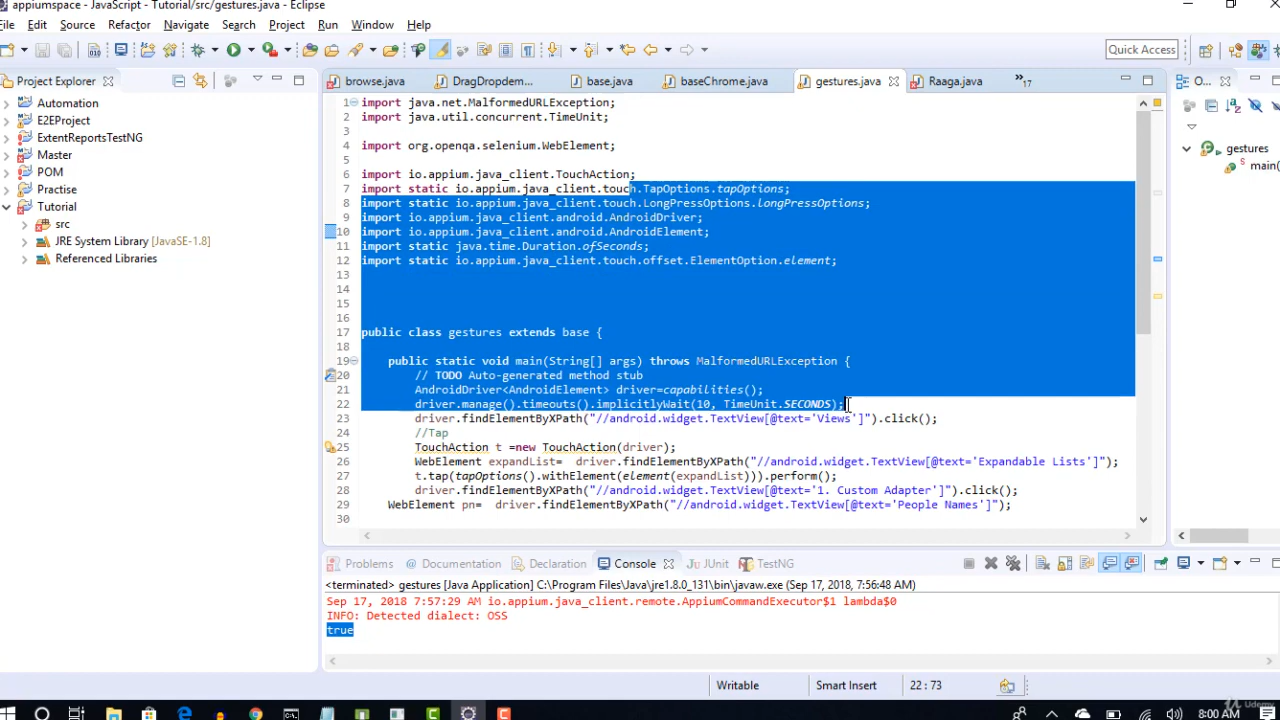 appiumspace - Tutorial/src/gestures.java - Eclipse
File Edit Source Refactor Navigate Search Project Run Window Help
Quick Access
Project Explorer
browse.java
DragDropdem...
base.java
baseChrome.java
gestures.java
Raaga.java
»17
O...
Automation
E2EProject
ExtentReportsTestNG
Master
POM
Practise
Tutorial
src
JRE System Library [JavaSE-1.8]
Referenced Libraries
1 import java.net.MalformedURLException;
2 import java.util.concurrent.TimeUnit;
3
4 import org.openqa.selenium.WebElement;
5
6 import io.appium.java_client.TouchAction;
7 import static io.appium.java_client.touch.TapOptions.tapOptions;
8 import static io.appium.java_client.touch.LongPressOptions.longPressOptions;
9 import io.appium.java_client.android.AndroidDriver;
10 import io.appium.java_client.android.AndroidElement;
11 import static java.time.Duration.ofSeconds;
12 import static io.appium.java_client.touch.offset.ElementOption.element;
13
14
15
16
17 public class gestures extends base {
18
19 public static void main(String[] args) throws MalformedURLException {
20 // TODO Auto-generated method stub
21 AndroidDriver<AndroidElement> driver=capabilities();
22 driver.manage().timeouts().implicitlyWait(10, TimeUnit.SECONDS);
23 driver.findElementByXPath("//android.widget.TextView[@text='Views']").click();
24 //Tap
25 TouchAction t =new TouchAction(driver);
26 WebElement expandList= driver.findElementByXPath("//android.widget.TextView[@text='Expandable Lists']");
27 t.tap(tapOptions().withElement(element(expandList))).perform();
28 driver.findElementByXPath("//android.widget.TextView[@text='1. Custom Adapter']").click();
29 WebElement pn= driver.findElementByXPath("//android.widget.TextView[@text='People Names']");
30
gestures
main(
Problems
Documentation
Declaration
Console
JUnit
TestNG
<terminated> gestures [Java Application] C:\Program Files\Java\jre1.8.0_131\bin\javaw.exe (Sep 17, 2018, 7:56:48 AM)
Sep 17, 2018 7:57:29 AM io.appium.java_client.remote.AppiumCommandExecutor$1 lambda$0
INFO: Detected dialect: OSS
true
Writable
Smart Insert
22 : 73
Udemy
8:00 AM